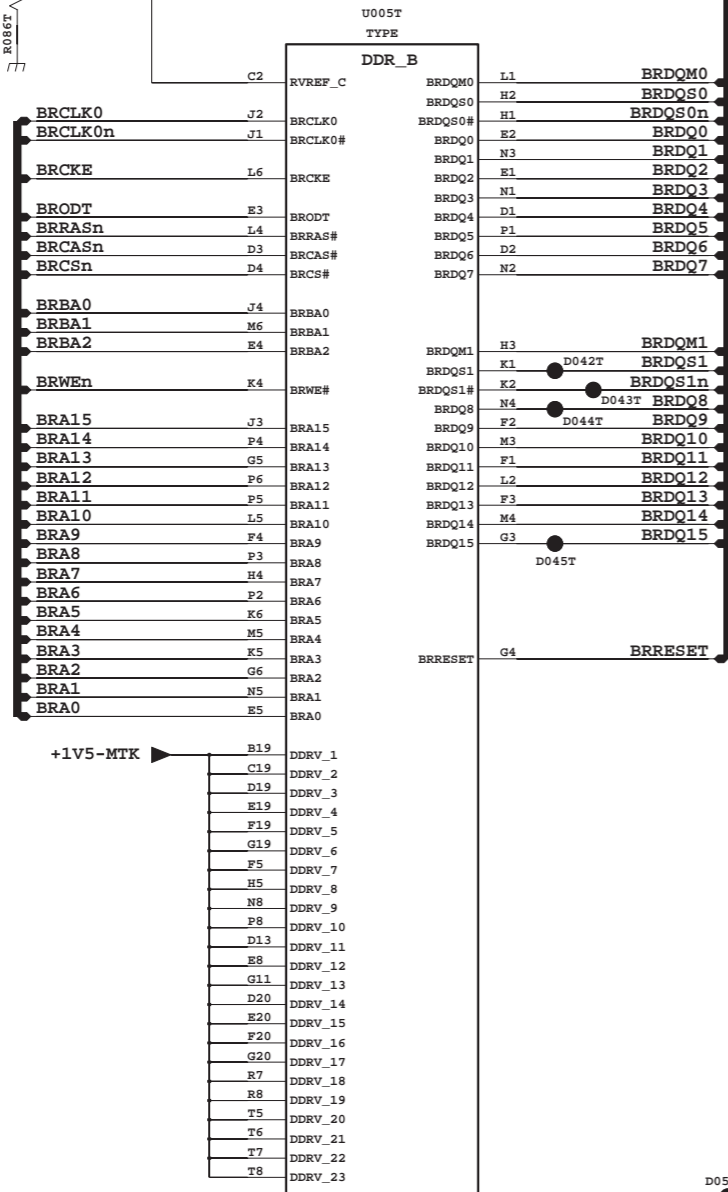 R086T
U005T
TYPE
DDR_B
C2 RVREF_C BRDQM0 L1 BRDQM0
BRDQS0 H2 BRDQS0
BRCLK0 J2 BRCLK0 BRDQS0# H1 BRDQS0n
BRCLK0n J1 BRCLK0# BRDQ0 E2 BRDQ0
BRDQ1 N3 BRDQ1
BRCKE L6 BRCKE BRDQ2 E1 BRDQ2
BRDQ3 N1 BRDQ3
BRODT E3 BRODT BRDQ4 D1 BRDQ4
BRRASn L4 BRRAS# BRDQ5 P1 BRDQ5
BRCASn D3 BRCAS# BRDQ6 D2 BRDQ6
BRCSn D4 BRCS# BRDQ7 N2 BRDQ7
BRBA0 J4 BRBA0
BRBA1 M6 BRBA1
BRBA2 E4 BRBA2 BRDQM1 H3 BRDQM1
BRDQS1 K1 D042T BRDQS1
BRWEn K4 BRWE# BRDQS1# K2 D043T BRDQS1n
BRDQ8 N4 D044T BRDQ8
BRA15 J3 BRA15 BRDQ9 F2 BRDQ9
BRA14 P4 BRA14 BRDQ10 M3 BRDQ10
BRA13 G5 BRA13 BRDQ11 F1 BRDQ11
BRA12 P6 BRA12 BRDQ12 L2 BRDQ12
BRA11 P5 BRA11 BRDQ13 F3 BRDQ13
BRA10 L5 BRA10 BRDQ14 M4 BRDQ14
BRA9 F4 BRA9 BRDQ15 G3 D045T BRDQ15
BRA8 P3 BRA8
BRA7 H4 BRA7
BRA6 P2 BRA6
BRA5 K6 BRA5
BRA4 M5 BRA4
BRA3 K5 BRA3 BRRESET G4 BRRESET
BRA2 G6 BRA2
BRA1 N5 BRA1
BRA0 E5 BRA0
+1V5-MTK B19 DDRV_1
C19 DDRV_2
D19 DDRV_3
E19 DDRV_4
F19 DDRV_5
G19 DDRV_6
F5 DDRV_7
H5 DDRV_8
N8 DDRV_9
P8 DDRV_10
D13 DDRV_11
E8 DDRV_12
G11 DDRV_13
D20 DDRV_14
E20 DDRV_15
F20 DDRV_16
G20 DDRV_17
R7 DDRV_18
R8 DDRV_19
T5 DDRV_20
T6 DDRV_21
T7 DDRV_22
T8 DDRV_23